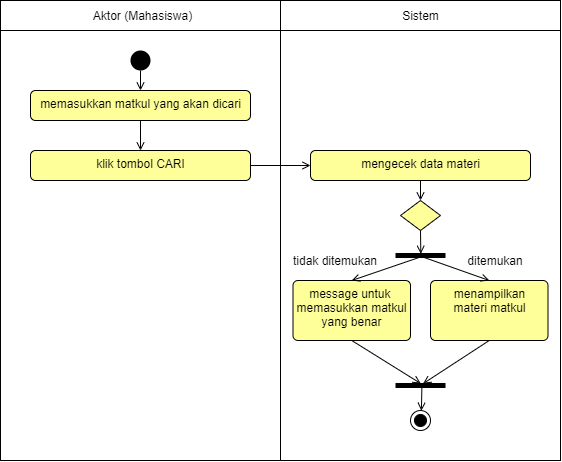 Aktor (Mahasiswa)
Sistem
memasukkan matkul yang akan dicari
klik tombol CARI
mengecek data materi
tidak ditemukan
ditemukan
message untuk
memasukkan matkul
yang benar
menampilkan
materi matkul